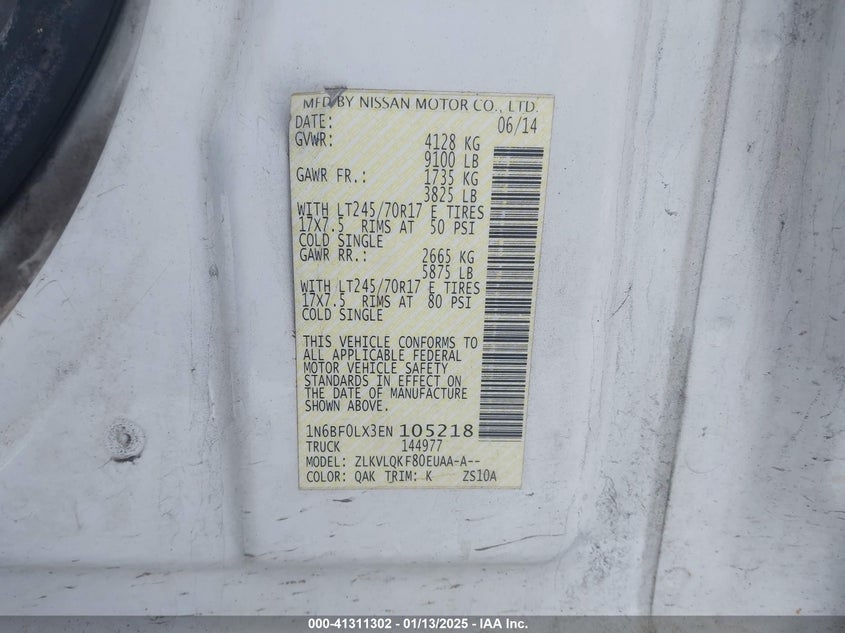 MFD BY NISSAN MOTOR CO., LTD.
DATE: 06/14
GVWR: 4128 KG
9100 LB
GAWR FR.: 1735 KG
3825 LB
WITH LT245/70R17 E TIRES
17X7.5 RIMS AT 50 PSI
COLD SINGLE
GAWR RR.: 2665 KG
5875 LB
WITH LT245/70R17 E TIRES
17X7.5 RIMS AT 80 PSI
COLD SINGLE
THIS VEHICLE CONFORMS TO
ALL APPLICABLE FEDERAL
MOTOR VEHICLE SAFETY
STANDARDS IN EFFECT ON
THE DATE OF MANUFACTURE
SHOWN ABOVE.
1N6BF0LX3EN 105218
TRUCK 144977
MODEL: ZLKVLQKF80EUAA-A--
COLOR: QAK TRIM: K ZS10A
000-41311302 - 01/13/2025 - IAA Inc.